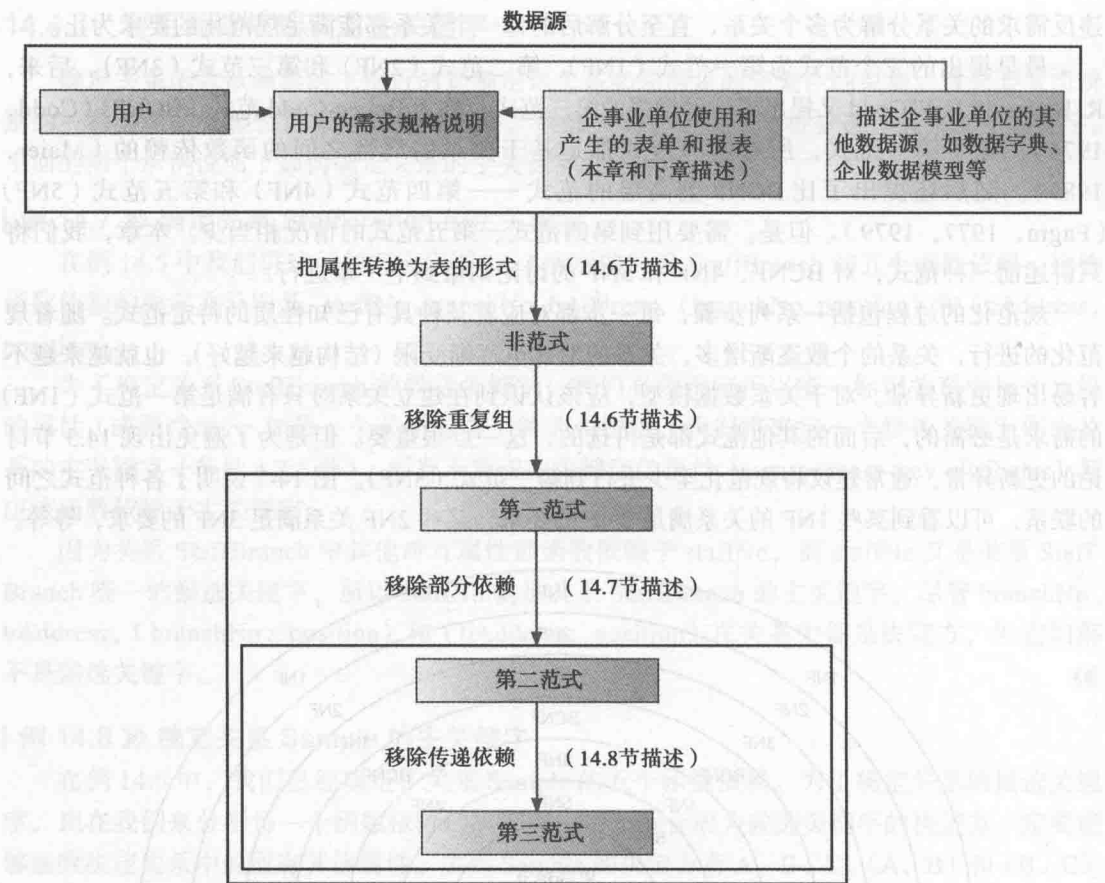 数据源
用户
用户的需求规格说明
企事业单位使用和
产生的表单和报表
(本章和下章描述)
描述企事业单位的其
他数据源,如数据字典、
企业数据模型等
把属性转换为表的形式 (14.6节描述)
非范式
移除重复组 (14.6节描述)
第一范式
移除部分依赖 (14.7节描述)
第二范式
移除传递依赖 (14.8节描述)
第三范式